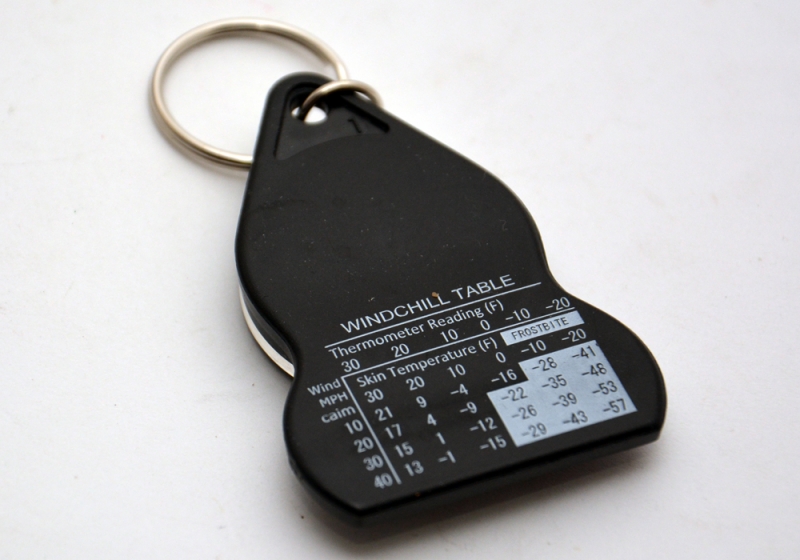 1
WINDCHILL TABLE
Thermometer Reading (F)
30 20 10 0 -10 -20
Skin Temperature (F) FROSTBITE
Wind
MPH
caim 30 20 10 0 -10 -20
10 21 9 -4 -16 -28 -41
20 17 4 -9 -22 -35 -48
30 15 1 -12 -26 -39 -53
40 13 -1 -15 -29 -43 -57